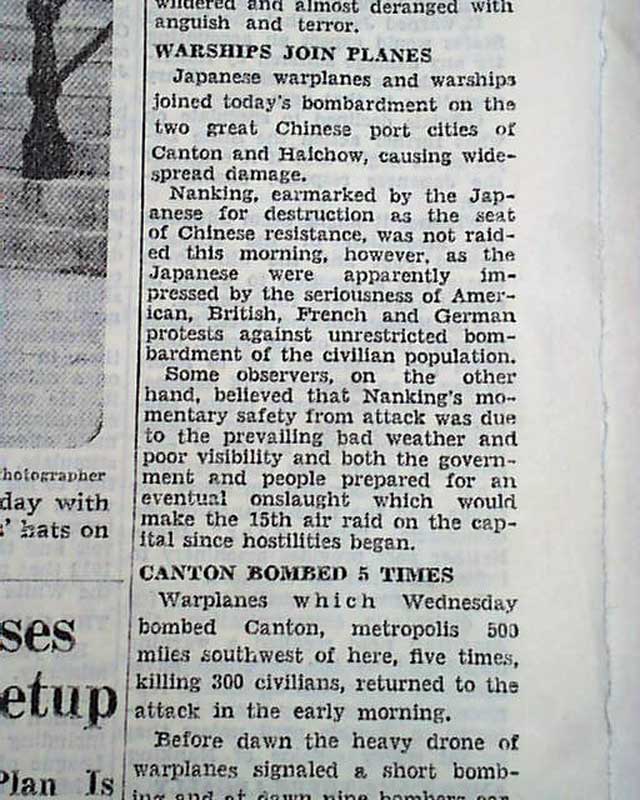 wildered and almost deranged with
anguish and terror.
WARSHIPS JOIN PLANES
Japanese warplanes and warships
joined today's bombardment on the
two great Chinese port cities of
Canton and Haichow, causing wide-
spread damage.
Nanking, earmarked by the Jap-
anese for destruction as the seat
of Chinese resistance, was not raid-
ed this morning, however, as the
Japanese were apparently im-
pressed by the seriousness of Amer-
ican, British, French and German
protests against unrestricted bom-
bardment of the civilian population.
Some observers, on the other
hand, believed that Nanking's mo-
mentary safety from attack was due
to the prevailing bad weather and
poor visibility and both the govern-
ment and people prepared for an
eventual onslaught which would
make the 15th air raid on the cap-
ital since hostilities began.
CANTON BOMBED 5 TIMES
Warplanes which Wednesday
bombed Canton, metropolis 500
miles southwest of here, five times,
killing 300 civilians, returned to the
attack in the early morning.
Before dawn the heavy drone of
warplanes signaled a short bomb-
ing and at dawn nine bombers
hotographer
day with
' hats on
ses
etup
Plan Is